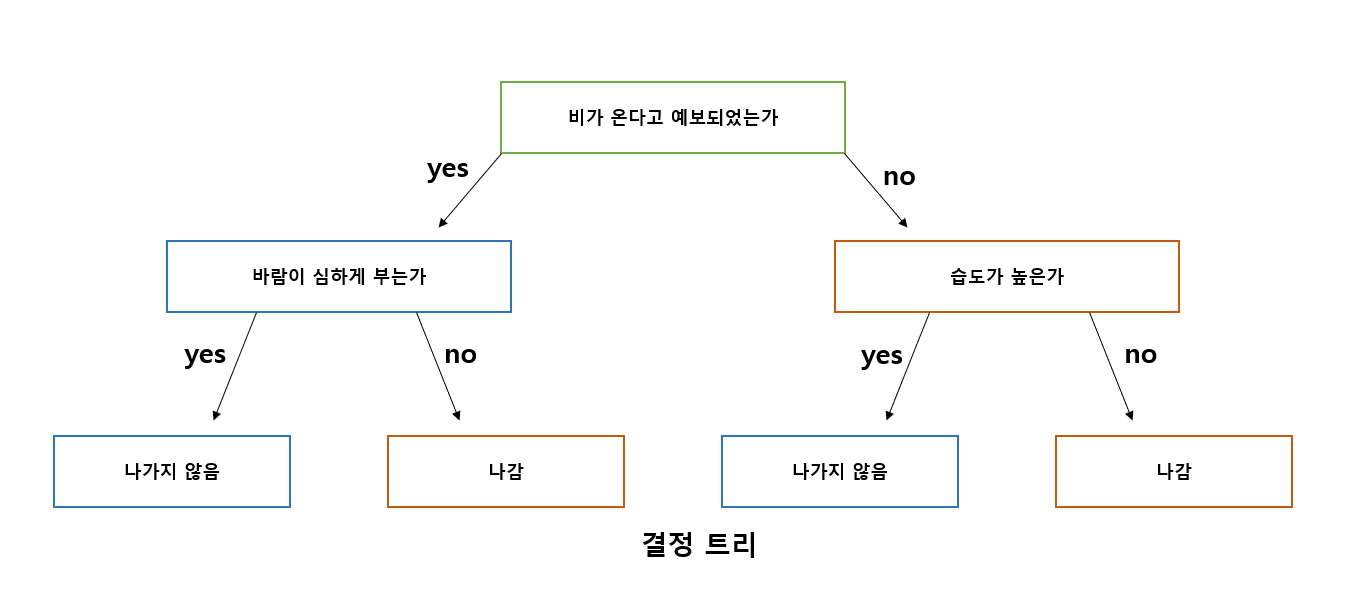 비가 온다고 예보되었는가
yes
no
바람이 심하게 부는가
습도가 높은가
yes
no
yes
no
나가지 않음
나감
나가지 않음
나감
결정 트리